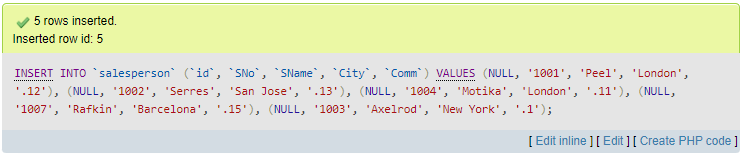 5 rows inserted.
Inserted row id: 5
INSERT INTO `salesperson` (`id`, `SNo`, `SName`, `City`, `Comm`) VALUES (NULL, '1001', 'Peel', 'London',
'.12'), (NULL, '1002', 'Serres', 'San Jose', '.13'), (NULL, '1004', 'Motika', 'London', '.11'), (NULL,
'1007', 'Rafkin', 'Barcelona', '.15'), (NULL, '1003', 'Axelrod', 'New York', '.1');
[ Edit inline ] [ Edit ] [ Create PHP code ]